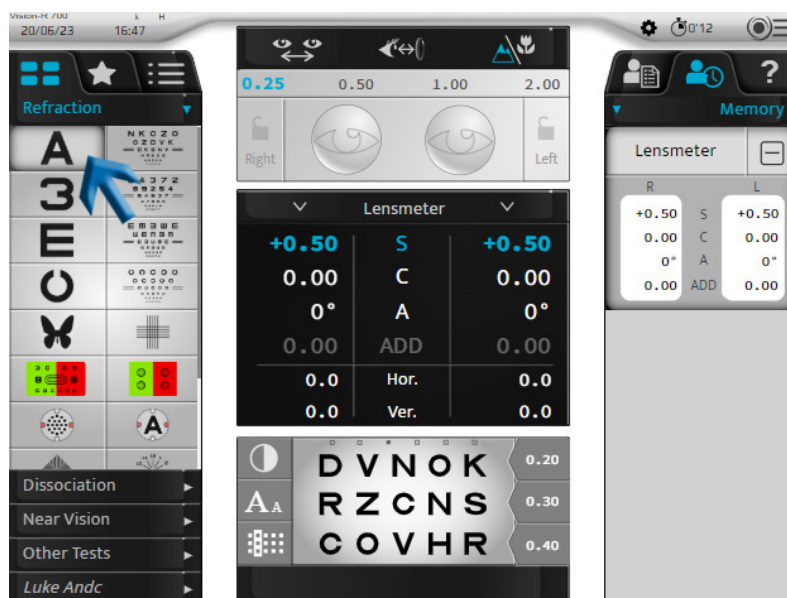 Vision-R 700
20/06/23 16:47
0'12
Refraction
A
N K C Z O
O Z D V K
3
E
E M Ǝ W E
A
Dissociation
Near Vision
Other Tests
Luke Andc
0.25 0.50 1.00 2.00
Right Left
Lensmeter
+0.50 S +0.50
0.00 C 0.00
0° A 0°
0.00 ADD 0.00
0.0 Hor. 0.0
0.0 Ver. 0.0
A A
D V N O K 0.20
R Z C N S 0.30
C O V H R 0.40
?
Memory
Lensmeter
R L
+0.50 S +0.50
0.00 C 0.00
0° A 0°
0.00 ADD 0.00